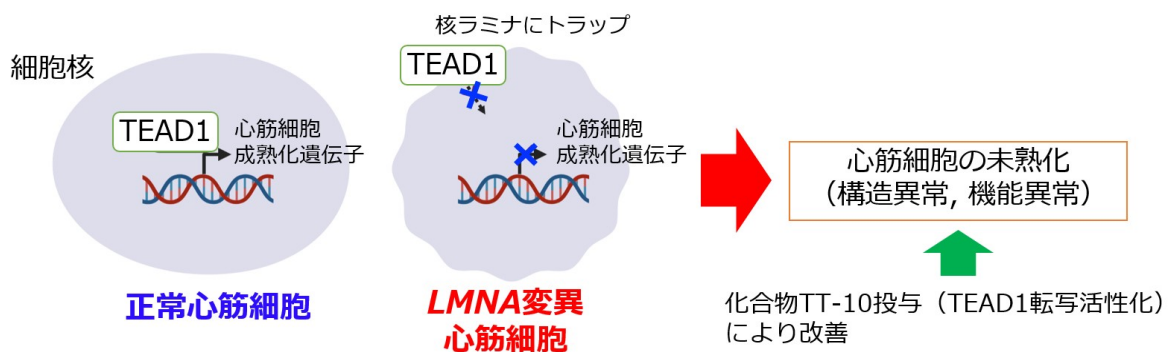 細胞核
TEAD1
心筋細胞
成熟化遺伝子
正常心筋細胞
核ラミナにトラップ
TEAD1
心筋細胞
成熟化遺伝子
LMNA変異
心筋細胞
心筋細胞の未熟化
（構造異常, 機能異常）
化合物TT-10投与（TEAD1転写活性化）
により改善